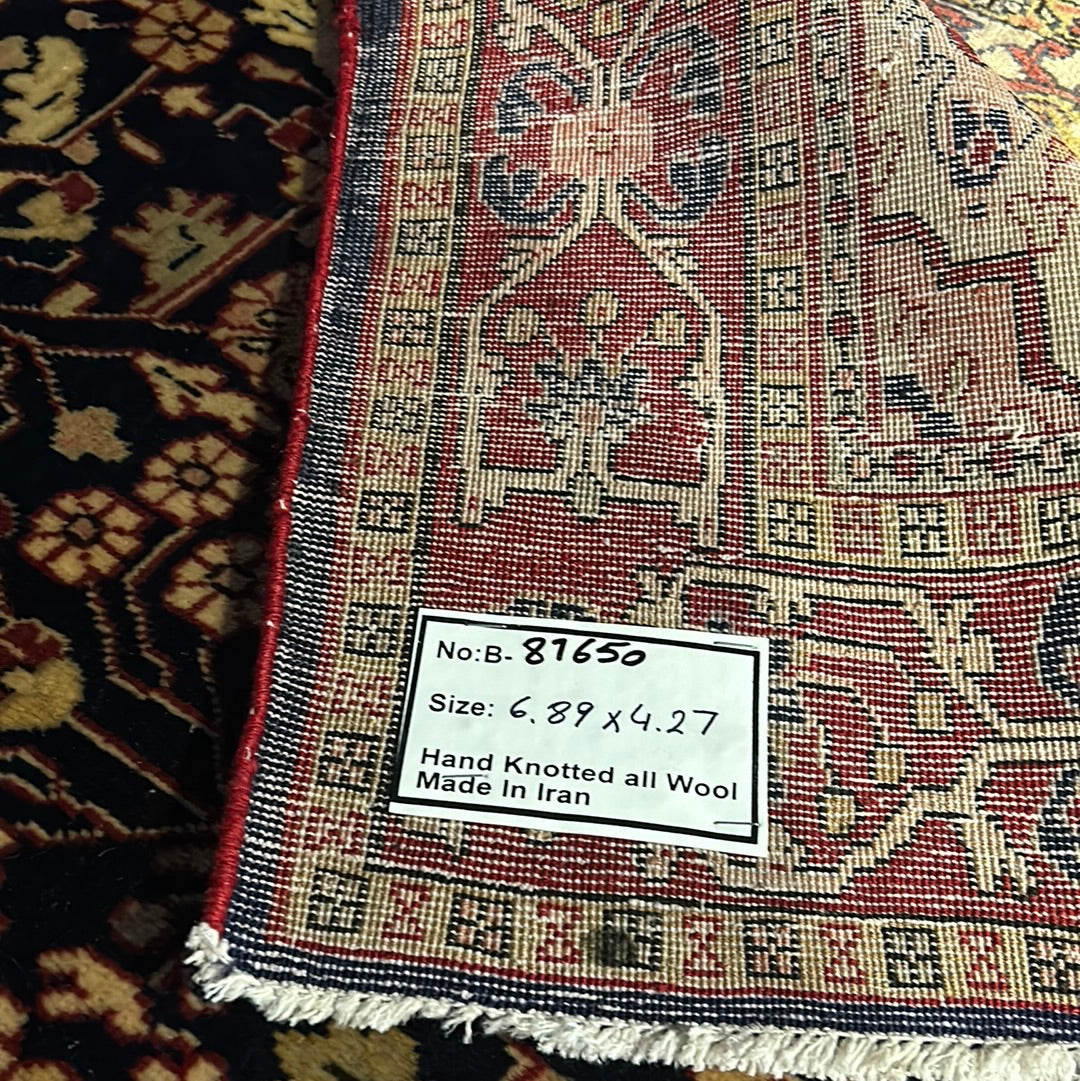 No:B- 81650
Size: 6.89 x 4.27
Hand Knotted all Wool
Made In Iran